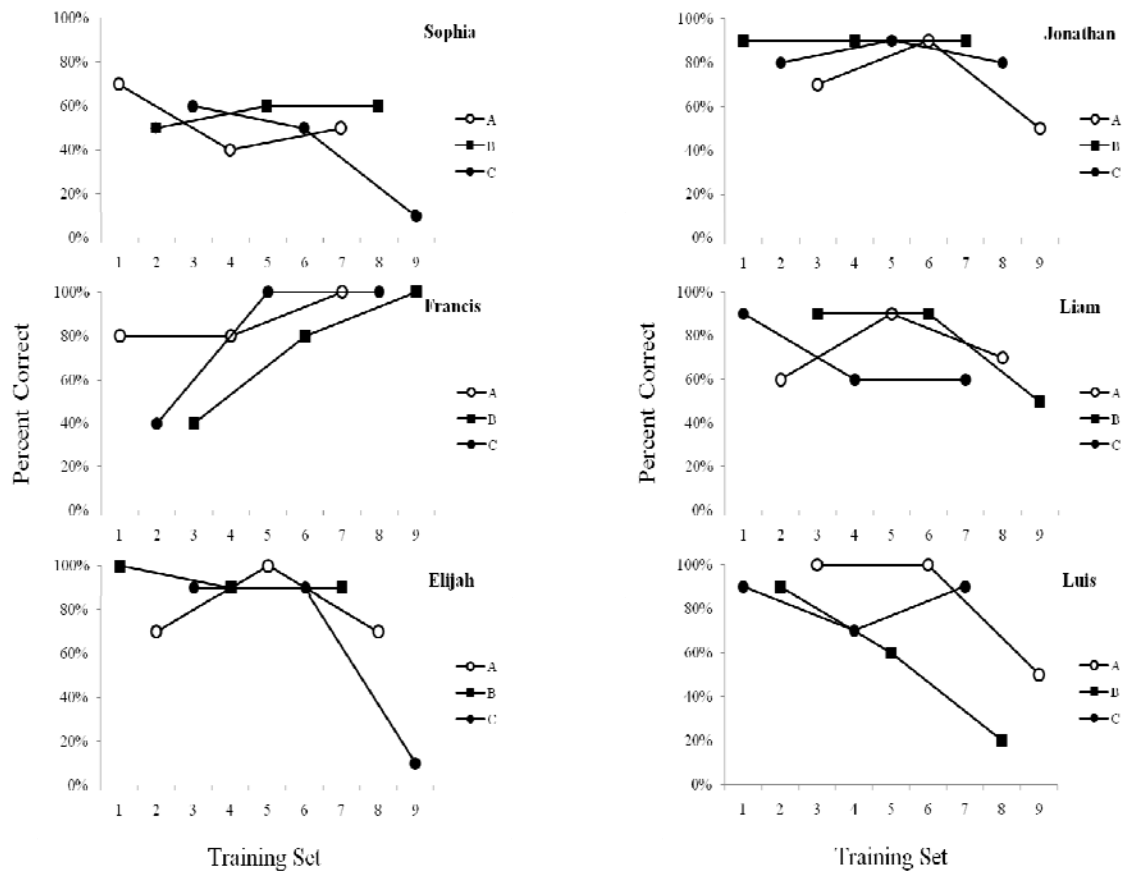 Sophia
100%
80%
60%
40%
20%
0%
A
B
C
1 2 3 4 5 6 7 8 9
Jonathan
100%
80%
60%
40%
20%
0%
A
B
C
1 2 3 4 5 6 7 8 9
Francis
100%
80%
60%
40%
20%
0%
A
B
C
1 2 3 4 5 6 7 8 9
Percent Correct
Liam
100%
80%
60%
40%
20%
0%
A
B
C
1 2 3 4 5 6 7 8 9
Percent Correct
Elijah
100%
80%
60%
40%
20%
0%
A
B
C
1 2 3 4 5 6 7 8 9
Training Set
Luis
100%
80%
60%
40%
20%
0%
A
B
C
1 2 3 4 5 6 7 8 9
Training Set